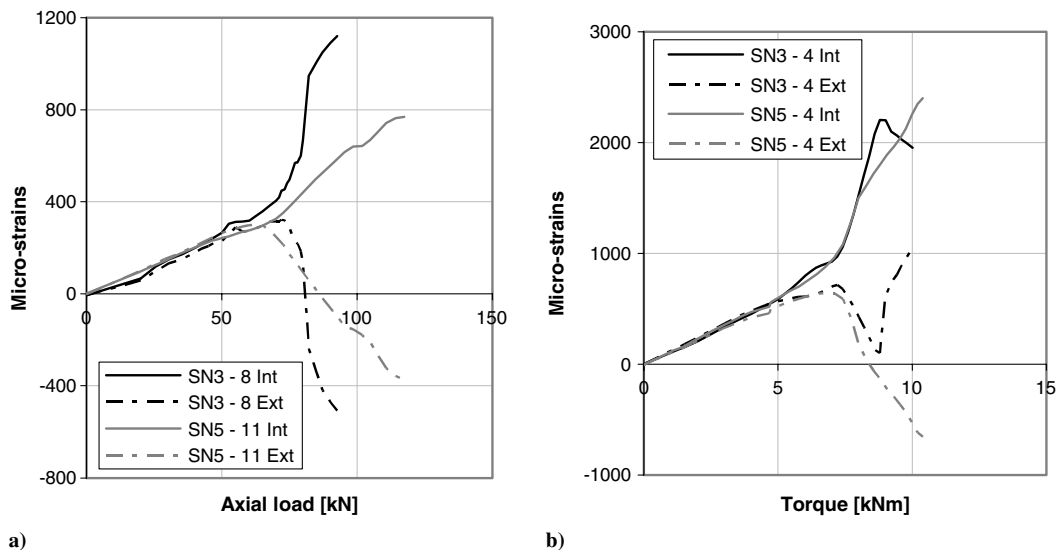 1200
800
400
0
-400
-800
0
50
100
150
Micro-strains
Axial load [kN]
SN3 - 8 Int
SN3 - 8 Ext
SN5 - 11 Int
SN5 - 11 Ext
a)
3000
2000
1000
0
-1000
0
5
10
15
Micro-strains
Torque [kNm]
SN3 - 4 Int
SN3 - 4 Ext
SN5 - 4 Int
SN5 - 4 Ext
b)